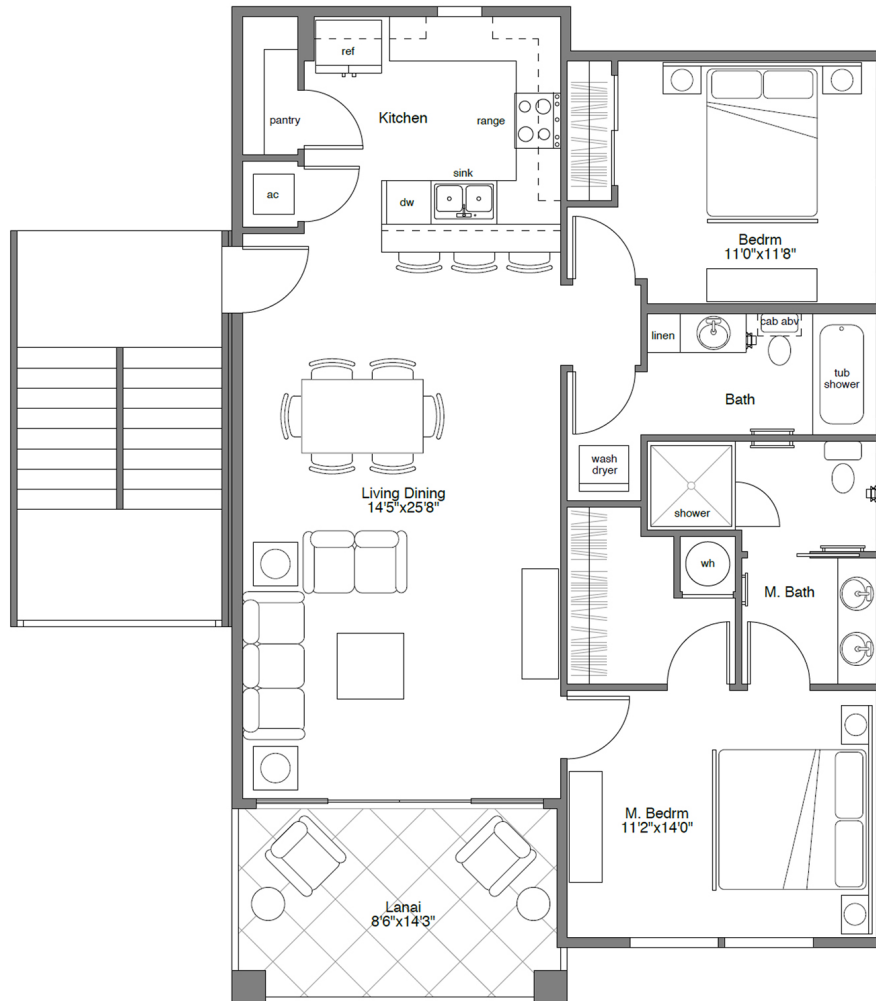 ref
Kitchen
pantry
range
sink
ac
dw
Bedrm
11'0"x11'8"
linen
cab abv
tub
shower
Bath
wash
dryer
Living Dining
14'5"x25'8"
shower
wh
M. Bath
M. Bedrm
11'2"x14'0"
Lanai
8'6"x14'3"